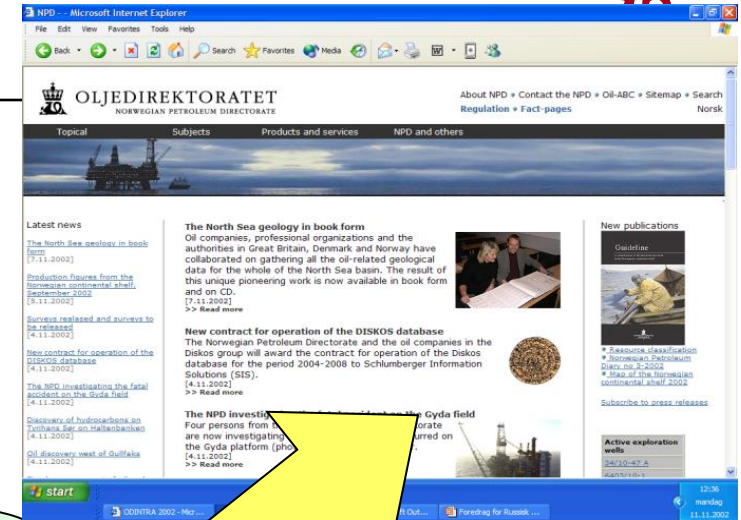 NPD - - Microsoft Internet Explorer
File Edit View Favorites Tools Help
Back Search Favorites Media
OLJEDIREKTORATET
NORWEGIAN PETROLEUM DIRECTORATE
About NPD Contact the NPD Oil-ABC Sitemap Search
Regulation Fact-pages Norsk
Topical Subjects Products and services NPD and others
Latest news
The North Sea geology in book
form
[7.11.2002]
Production figures from the
Norwegian continental shelf,
September 2002
[5.11.2002]
Surveys realased and surveys to
be released
[4.11.2002]
New contract for operation of the
DISKOS database
[4.11.2002]
The NPD investigating the fatal
accident on the Gyda field
[4.11.2002]
Discovery of hydrocarbons on
Tyrihans Sør on Haltenbanken
[4.11.2002]
Oil discovery west of Gullfaks
[4.11.2002]
The North Sea geology in book form
Oil companies, professional organizations and the
authorities in Great Britain, Denmark and Norway have
collaborated on gathering all the oil-related geological
data for the whole of the North Sea basin. The result of
this unique pioneering work is now available in book form
and on CD.
[7.11.2002]
>> Read more
New contract for operation of the DISKOS database
The Norwegian Petroleum Directorate and the oil companies in the
Diskos group will award the contract for operation of the Diskos
database for the period 2004-2008 to Schlumberger Information
Solutions (SIS).
[4.11.2002]
>> Read more
The NPD on the Gyda field
Four persons from
are now investigating on
the Gyda platform
[4.11.2002]
>> Read more
New publications
Guideline
Resource classification
Norwegian Petroleum
Diary no 3-2002
Map of the Norwegian
continental shelf 2002
Subscribe to press releases
Active exploration
wells
34/10-47 A
6403/10-1
start
ODINTRA 2002 - Micr...
Foredrag for Russisk ...
12:36
mandag
11.11.2002